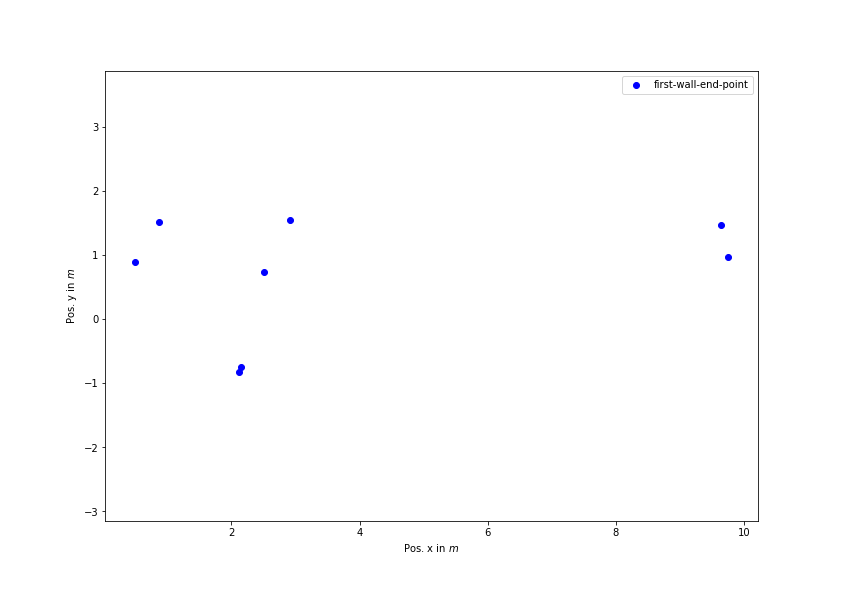 first-wall-end-point
3
2
1
0
−1
−2
−3
Pos. y in m
2 4 6 8 10
Pos. x in m